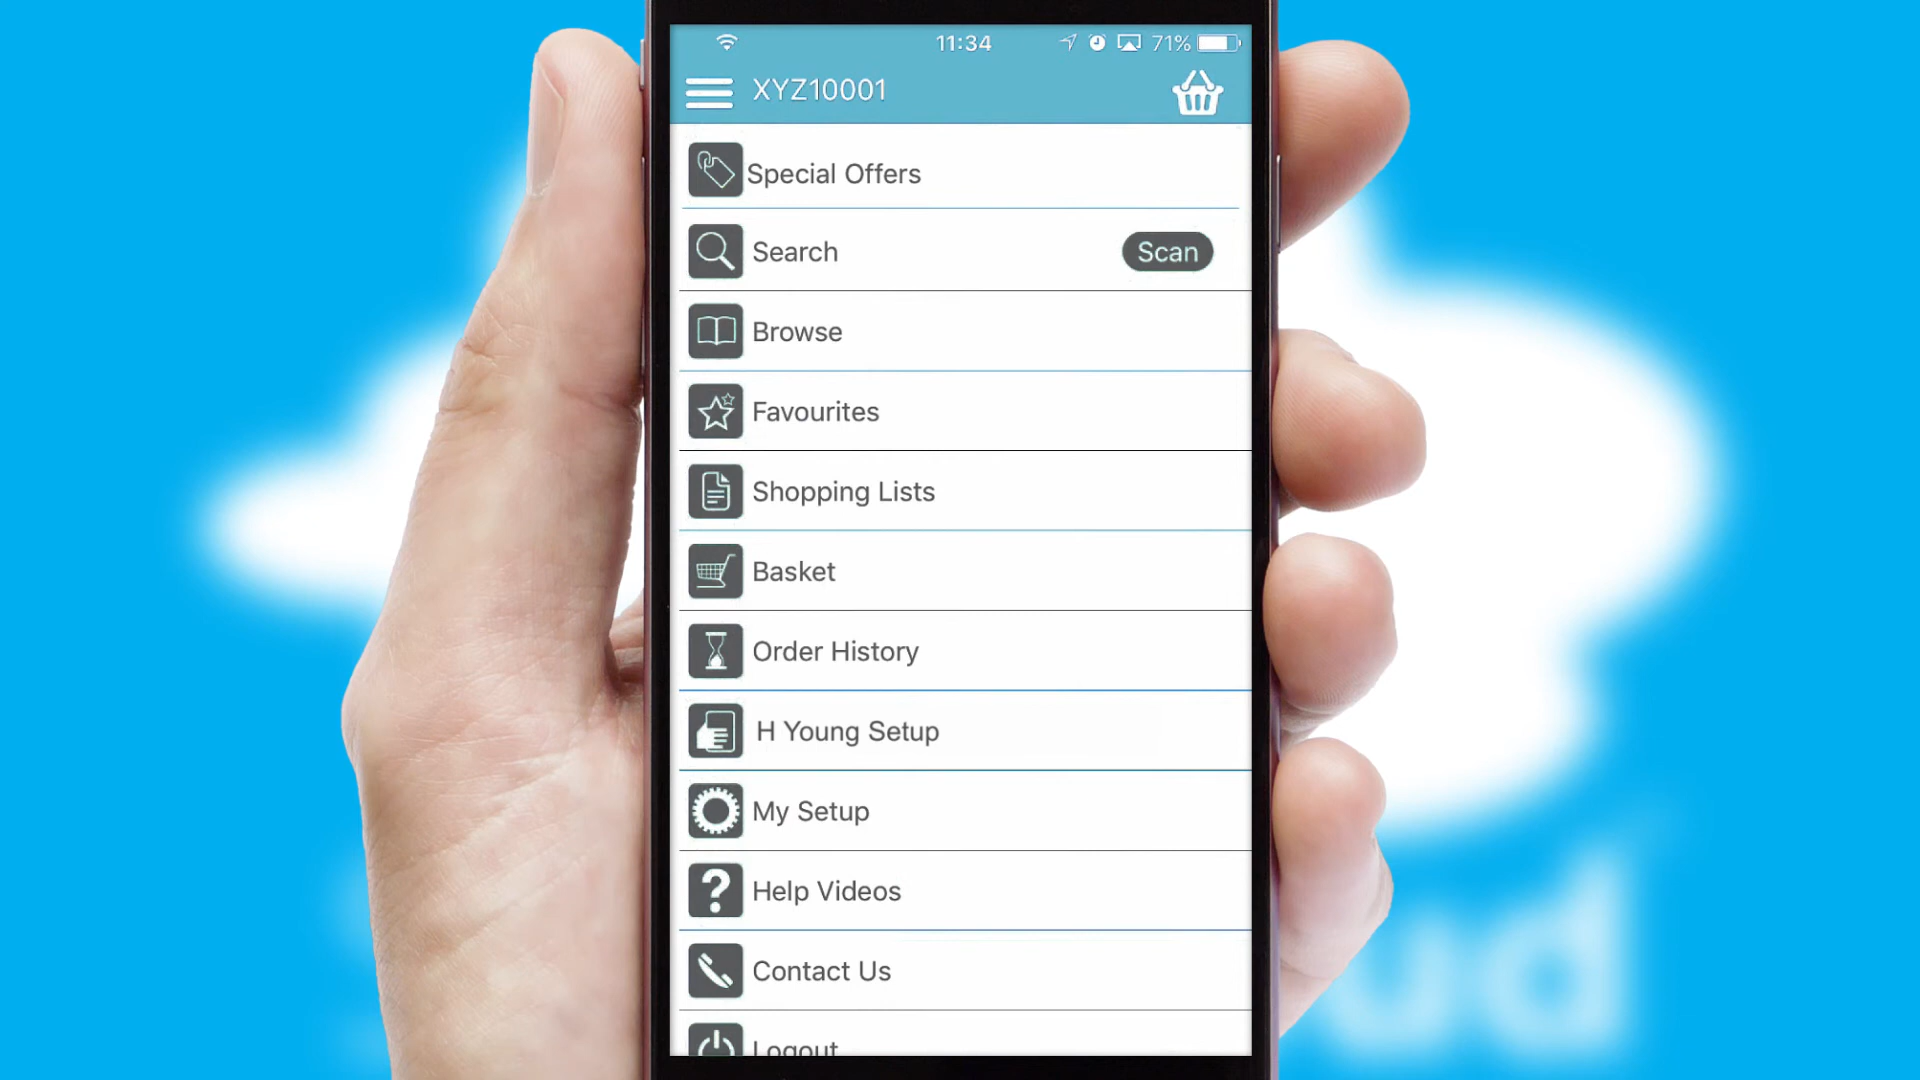 11:34 71%
XYZ10001
Special Offers
Search Scan
Browse
Favourites
Shopping Lists
Basket
Order History
H Young Setup
My Setup
Help Videos
Contact Us
Logout
ud